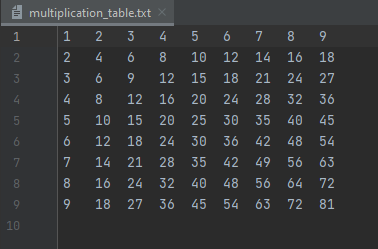 multiplication_table.txt ×
1 1 2 3 4 5 6 7 8 9
2 2 4 6 8 10 12 14 16 18
3 3 6 9 12 15 18 21 24 27
4 4 8 12 16 20 24 28 32 36
5 5 10 15 20 25 30 35 40 45
6 6 12 18 24 30 36 42 48 54
7 7 14 21 28 35 42 49 56 63
8 8 16 24 32 40 48 56 64 72
9 9 18 27 36 45 54 63 72 81
10